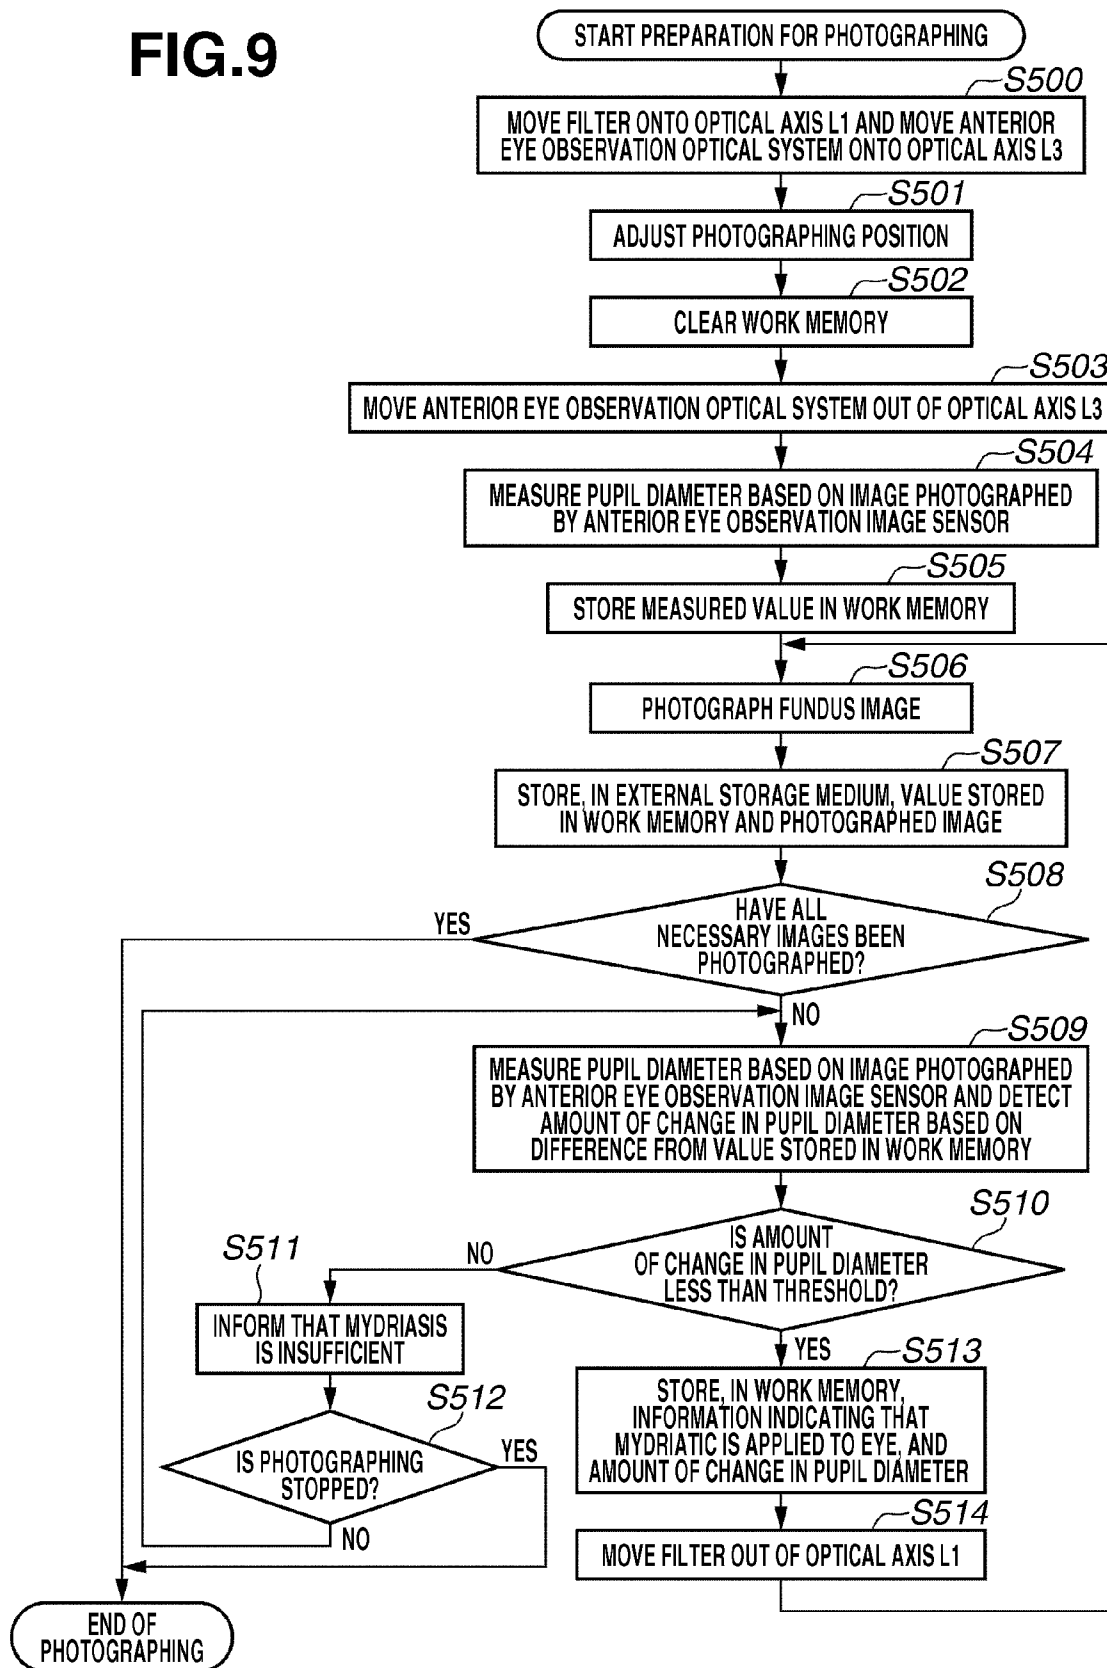 FIG.9
START PREPARATION FOR PHOTOGRAPHING
S500
MOVE FILTER ONTO OPTICAL AXIS L1 AND MOVE ANTERIOR
EYE OBSERVATION OPTICAL SYSTEM ONTO OPTICAL AXIS L3
S501
ADJUST PHOTOGRAPHING POSITION
S502
CLEAR WORK MEMORY
S503
MOVE ANTERIOR EYE OBSERVATION OPTICAL SYSTEM OUT OF OPTICAL AXIS L3
S504
MEASURE PUPIL DIAMETER BASED ON IMAGE PHOTOGRAPHED
BY ANTERIOR EYE OBSERVATION IMAGE SENSOR
S505
STORE MEASURED VALUE IN WORK MEMORY
S506
PHOTOGRAPH FUNDUS IMAGE
S507
STORE, IN EXTERNAL STORAGE MEDIUM, VALUE STORED
IN WORK MEMORY AND PHOTOGRAPHED IMAGE
S508
HAVE ALL
NECESSARY IMAGES BEEN
PHOTOGRAPHED?
YES
NO
S509
MEASURE PUPIL DIAMETER BASED ON IMAGE PHOTOGRAPHED
BY ANTERIOR EYE OBSERVATION IMAGE SENSOR AND DETECT
AMOUNT OF CHANGE IN PUPIL DIAMETER BASED ON
DIFFERENCE FROM VALUE STORED IN WORK MEMORY
S510
IS AMOUNT
OF CHANGE IN PUPIL DIAMETER
LESS THAN THRESHOLD?
NO
YES
S511
INFORM THAT MYDRIASIS
IS INSUFFICIENT
S512
IS PHOTOGRAPHING
STOPPED?
YES
NO
S513
STORE, IN WORK MEMORY,
INFORMATION INDICATING THAT
MYDRIATIC IS APPLIED TO EYE, AND
AMOUNT OF CHANGE IN PUPIL DIAMETER
S514
MOVE FILTER OUT OF OPTICAL AXIS L1
END OF
PHOTOGRAPHING